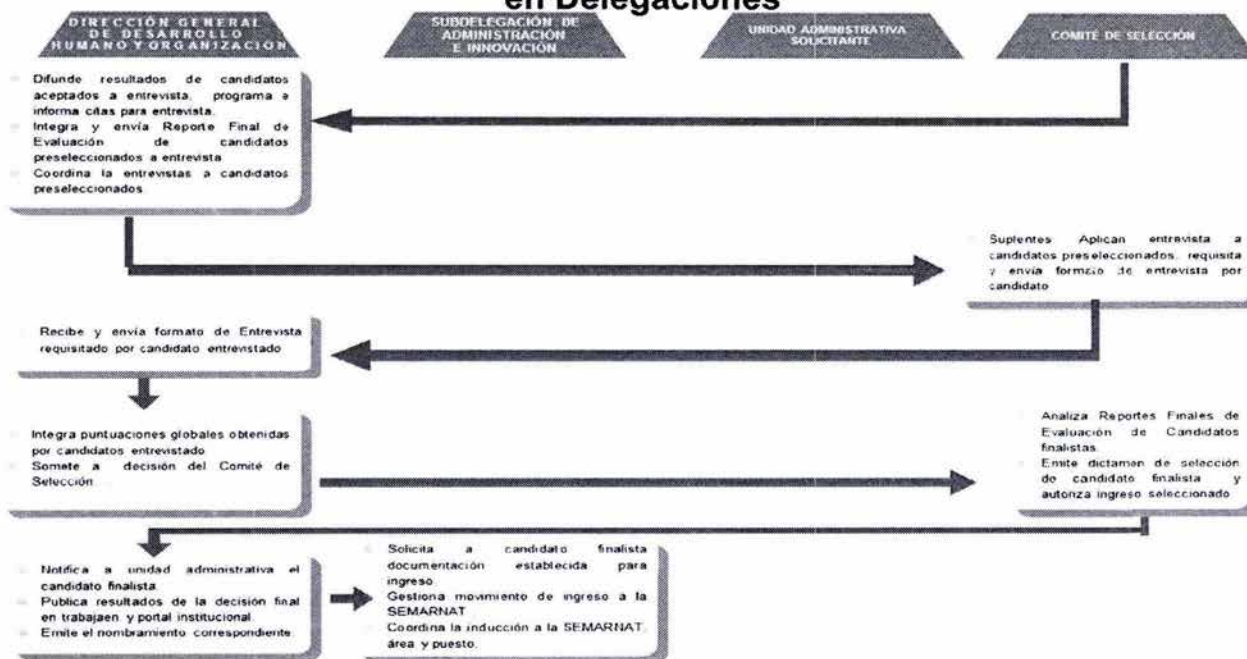 en Delegaciones
DIRECCIÓN GENERAL
DE DESARROLLO
HUMANO Y ORGANIZACIÓN
SUBDELEGACIÓN DE
ADMINISTRACIÓN
E INNOVACIÓN
UNIDAD ADMINISTRATIVA
SOLICITANTE
COMITÉ DE SELECCIÓN
Difunde resultados de candidatos
aceptados a entrevista, programa e
informa citas para entrevista.
Integra y envía Reporte Final de
Evaluación de candidatos
preseleccionados a entrevista
Coordina la entrevistas a candidatos
preseleccionados
Suplentes Aplican entrevista a
candidatos preseleccionados, requisita
y envía formato de entrevista por
candidato
Recibe y envía formato de Entrevista
requisitado por candidato entrevistado
Integra puntuaciones globales obtenidas
por candidatos entrevistado
Somete a decisión del Comité de
Selección.
Analiza Reportes Finales de
Evaluación de Candidatos
finalistas.
Emite dictamen de selección
de candidato finalista y
autoriza ingreso seleccionado
Notifica a unidad administrativa el
candidato finalista.
Publica resultados de la decisión final
en trabajaen y portal institucional.
Emite el nombramiento correspondiente.
Solicita a candidato finalista
documentación establecida para
ingreso.
Gestiona movimiento de ingreso a la
SEMARNAT
Coordina la inducción a la SEMARNAT,
área y puesto.